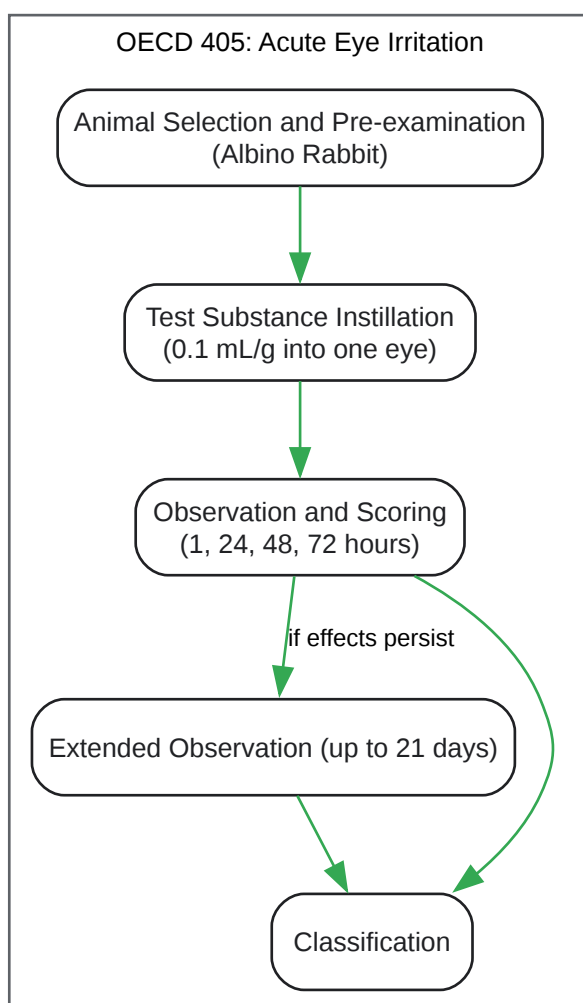 OECD 405: Acute Eye Irritation
Animal Selection and Pre-examination
(Albino Rabbit)
Test Substance Instillation
(0.1 mL/g into one eye)
Observation and Scoring
(1, 24, 48, 72 hours)
if effects persist
Extended Observation (up to 21 days)
Classification